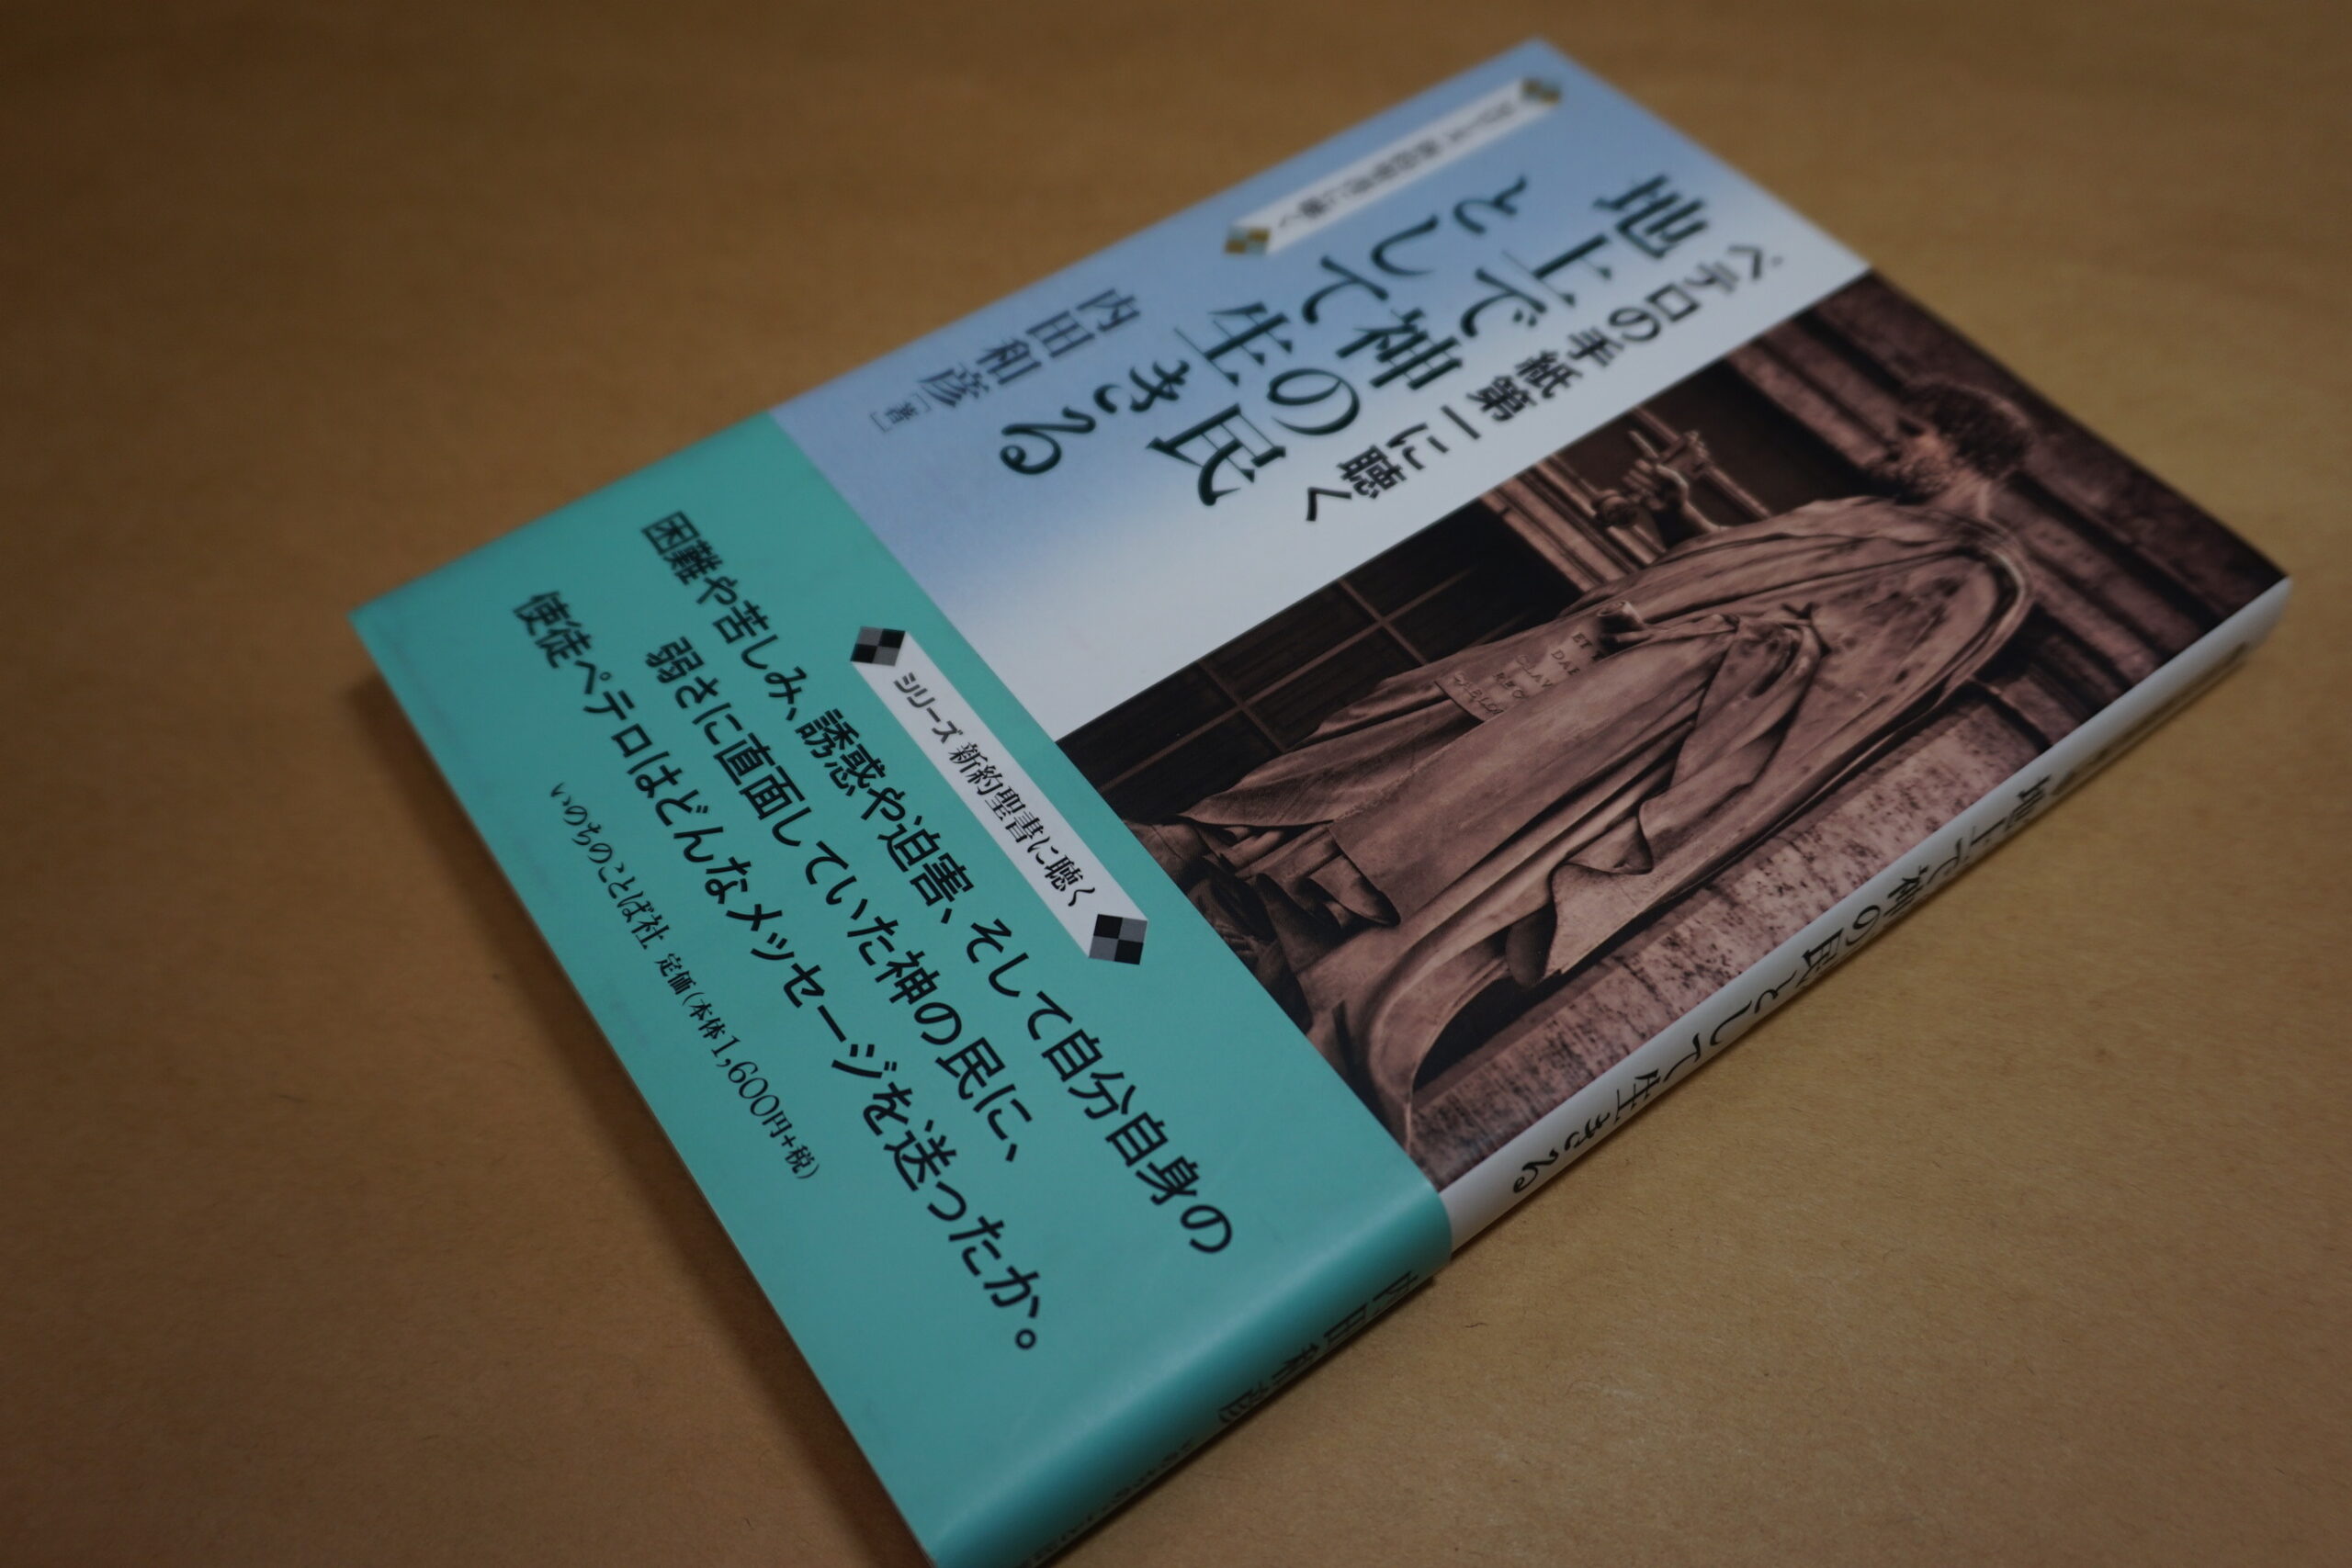 シリーズ 新約聖書に聴く
ペテロの手紙第一に聴く
地上で神の民
として生きる
内田和彦[著]
ET
DAB
シリーズ 新約聖書に聴く
困難や苦しみ、誘惑や迫害、そして自分自身の
弱さに直面していた神の民に、
使徒ペテロはどんなメッセージを送ったか。
いのちのことば社 定価(本体1,600円+税)
地上で神の民として生きる
内田和彦